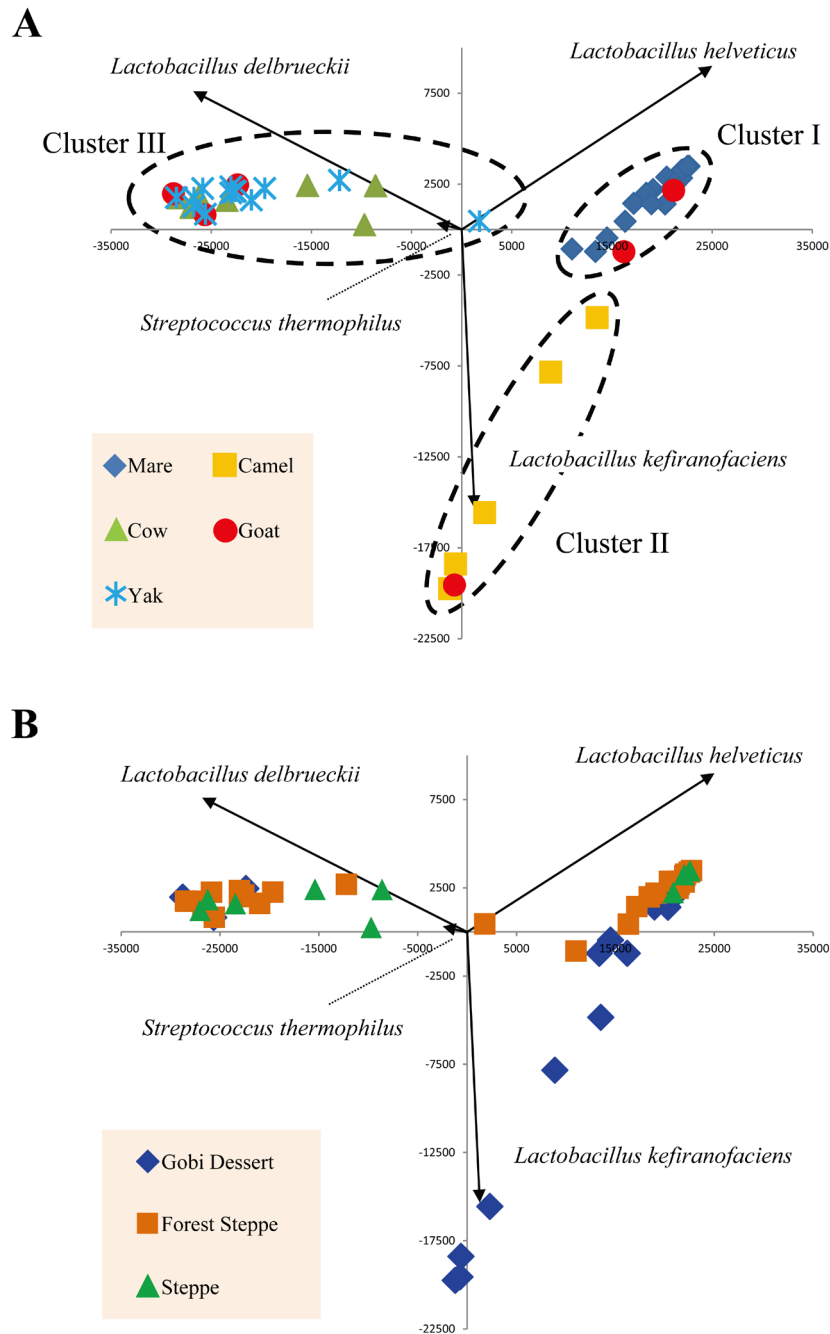 A
Lactobacillus delbrueckii
Lactobacillus helveticus
7500
Cluster III
Cluster I
2500
-35000 -25000 -15000 -5000 5000 15000 25000 35000
-2500
Streptococcus thermophilus
-7500
Mare Camel
Lactobacillus kefiranofaciens
-12500
Cow Goat
-17500
Cluster II
Yak
-22500
B
Lactobacillus helveticus
Lactobacillus delbrueckii
7500
2500
-35000 -25000 -15000 -5000 5000 15000 25000 35000
-2500
Streptococcus thermophilus
-7500
Gobi Dessert
Lactobacillus kefiranofaciens
-12500
Forest Steppe
-17500
Steppe
-22500